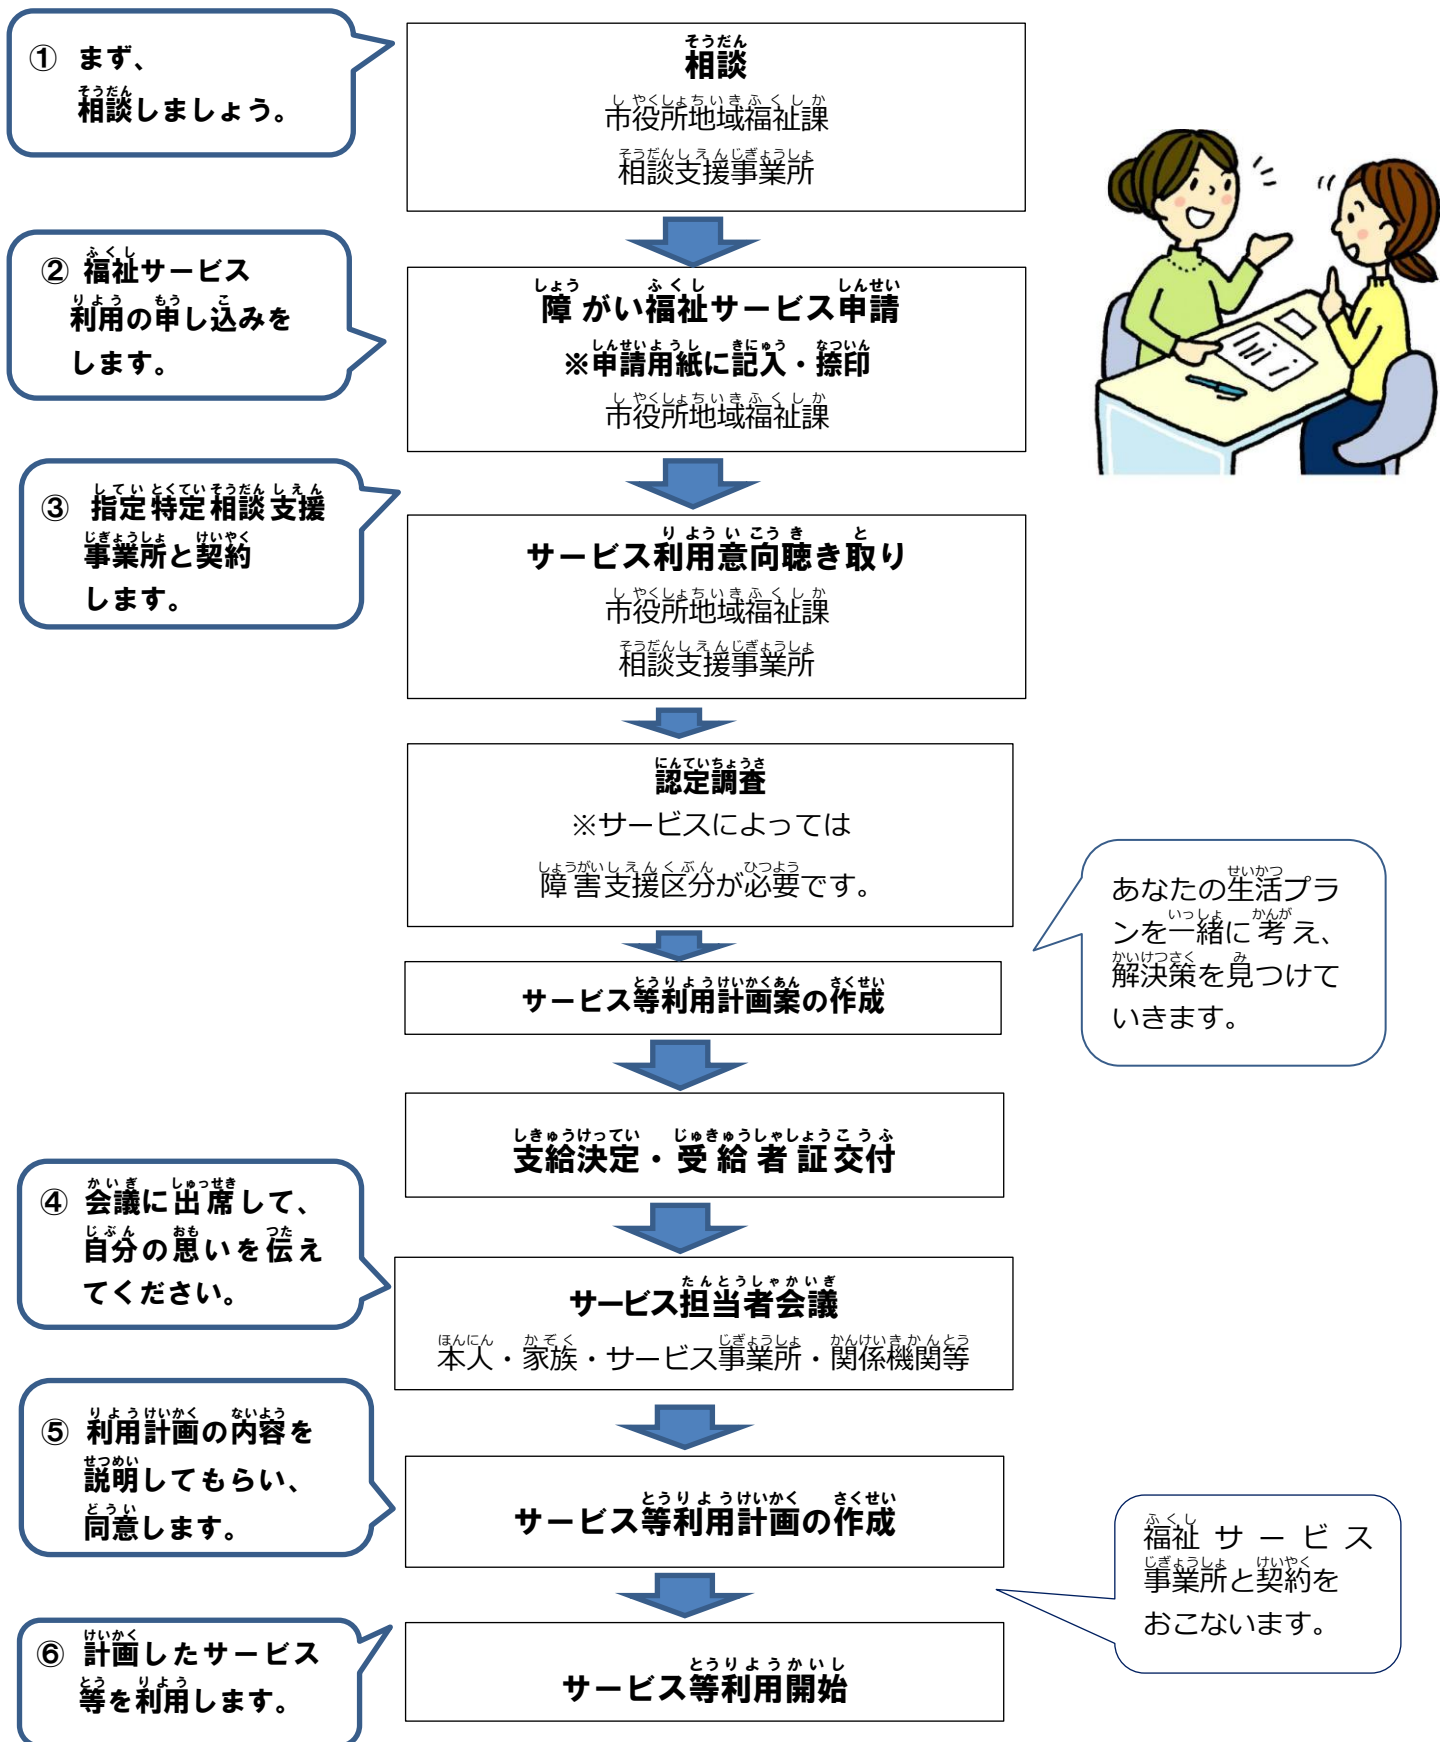 ① まず、
相談しましょう。
相談
市役所地域福祉課
相談支援事業所
② 福祉サービス
利用の申し込みを
します。
障がい福祉サービス申請
※申請用紙に記入・捺印
市役所地域福祉課
③ 指定特定相談支援
事業所と契約
します。
サービス利用意向聴き取り
市役所地域福祉課
相談支援事業所
認定調査
※サービスによっては
障害支援区分が必要です。
あなたの生活プラ
ンを一緒に考え、
解決策を見つけて
いきます。
サービス等利用計画案の作成
支給決定・受給者証交付
④ 会議に出席して、
自分の思いを伝え
てください。
サービス担当者会議
本人・家族・サービス事業所・関係機関等
⑤ 利用計画の内容を
説明してもらい、
同意します。
サービス等利用計画の作成
福祉サービス
事業所と契約を
おこないます。
⑥ 計画したサービス
等を利用します。
サービス等利用開始